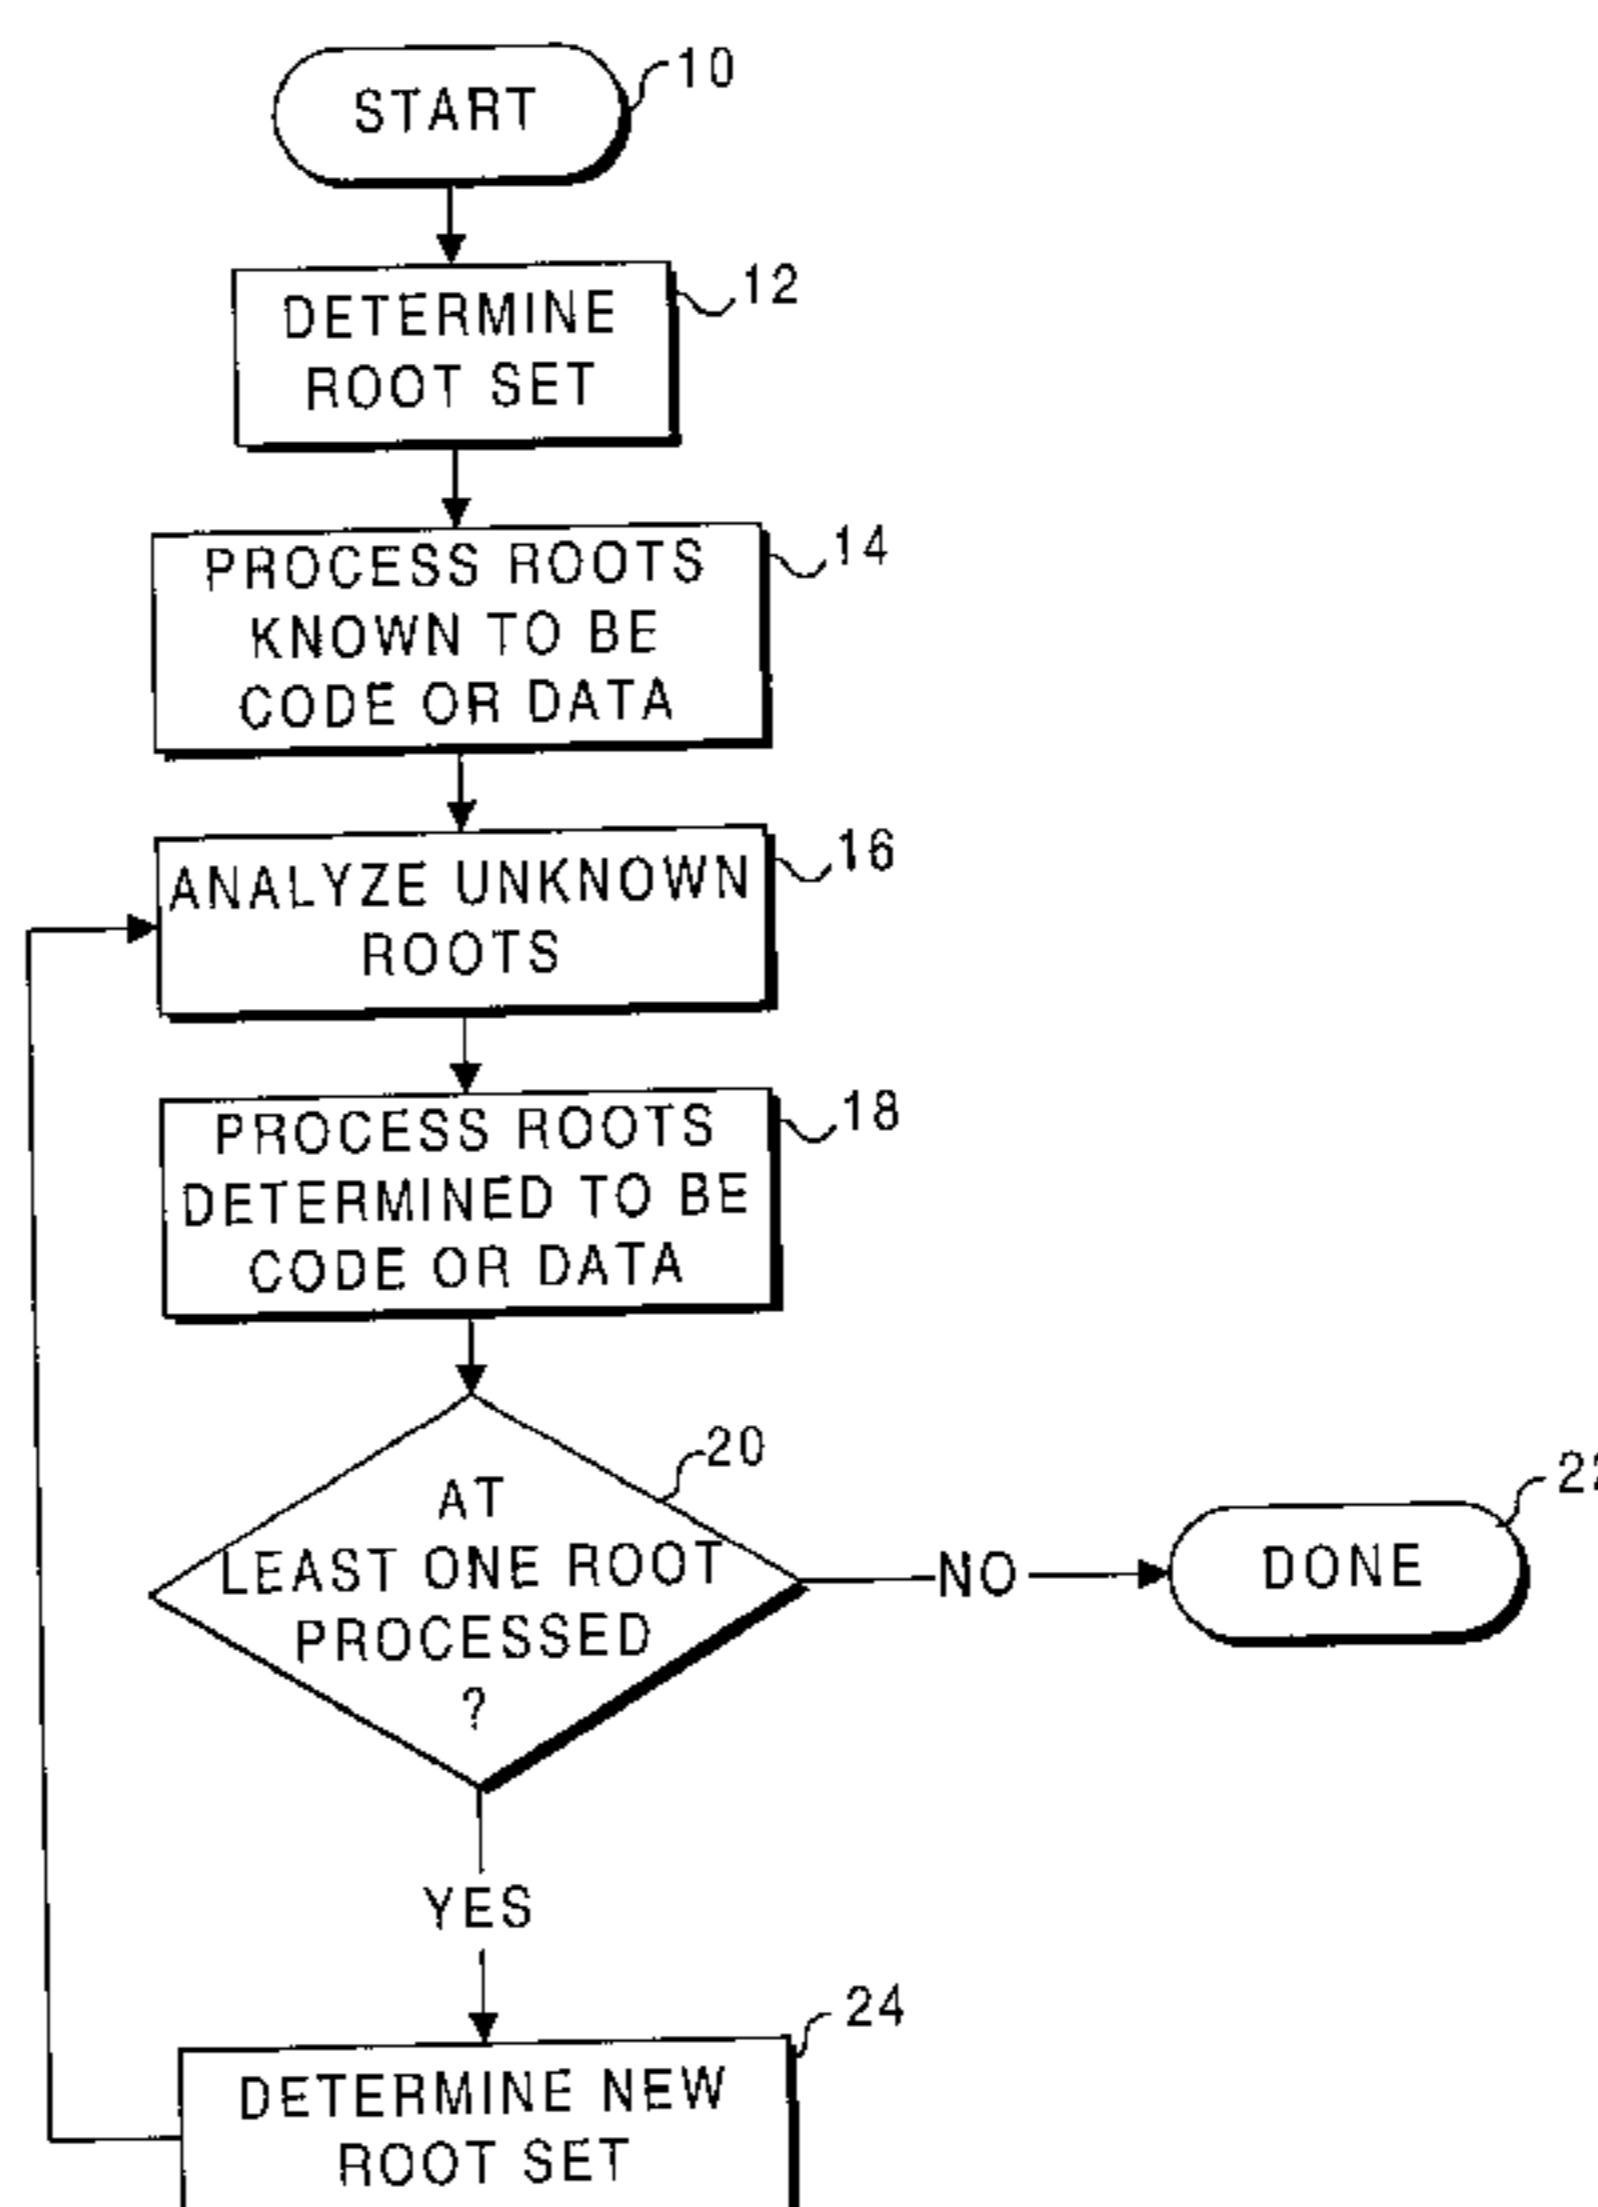 START
10
DETERMINE
ROOT SET
12
PROCESS ROOTS
KNOWN TO BE
CODE OR DATA
14
ANALYZE UNKNOWN
ROOTS
16
PROCESS ROOTS
DETERMINED TO BE
CODE OR DATA
18
AT
LEAST ONE ROOT
PROCESSED
?
20
NO
DONE
22
YES
DETERMINE NEW
ROOT SET
24